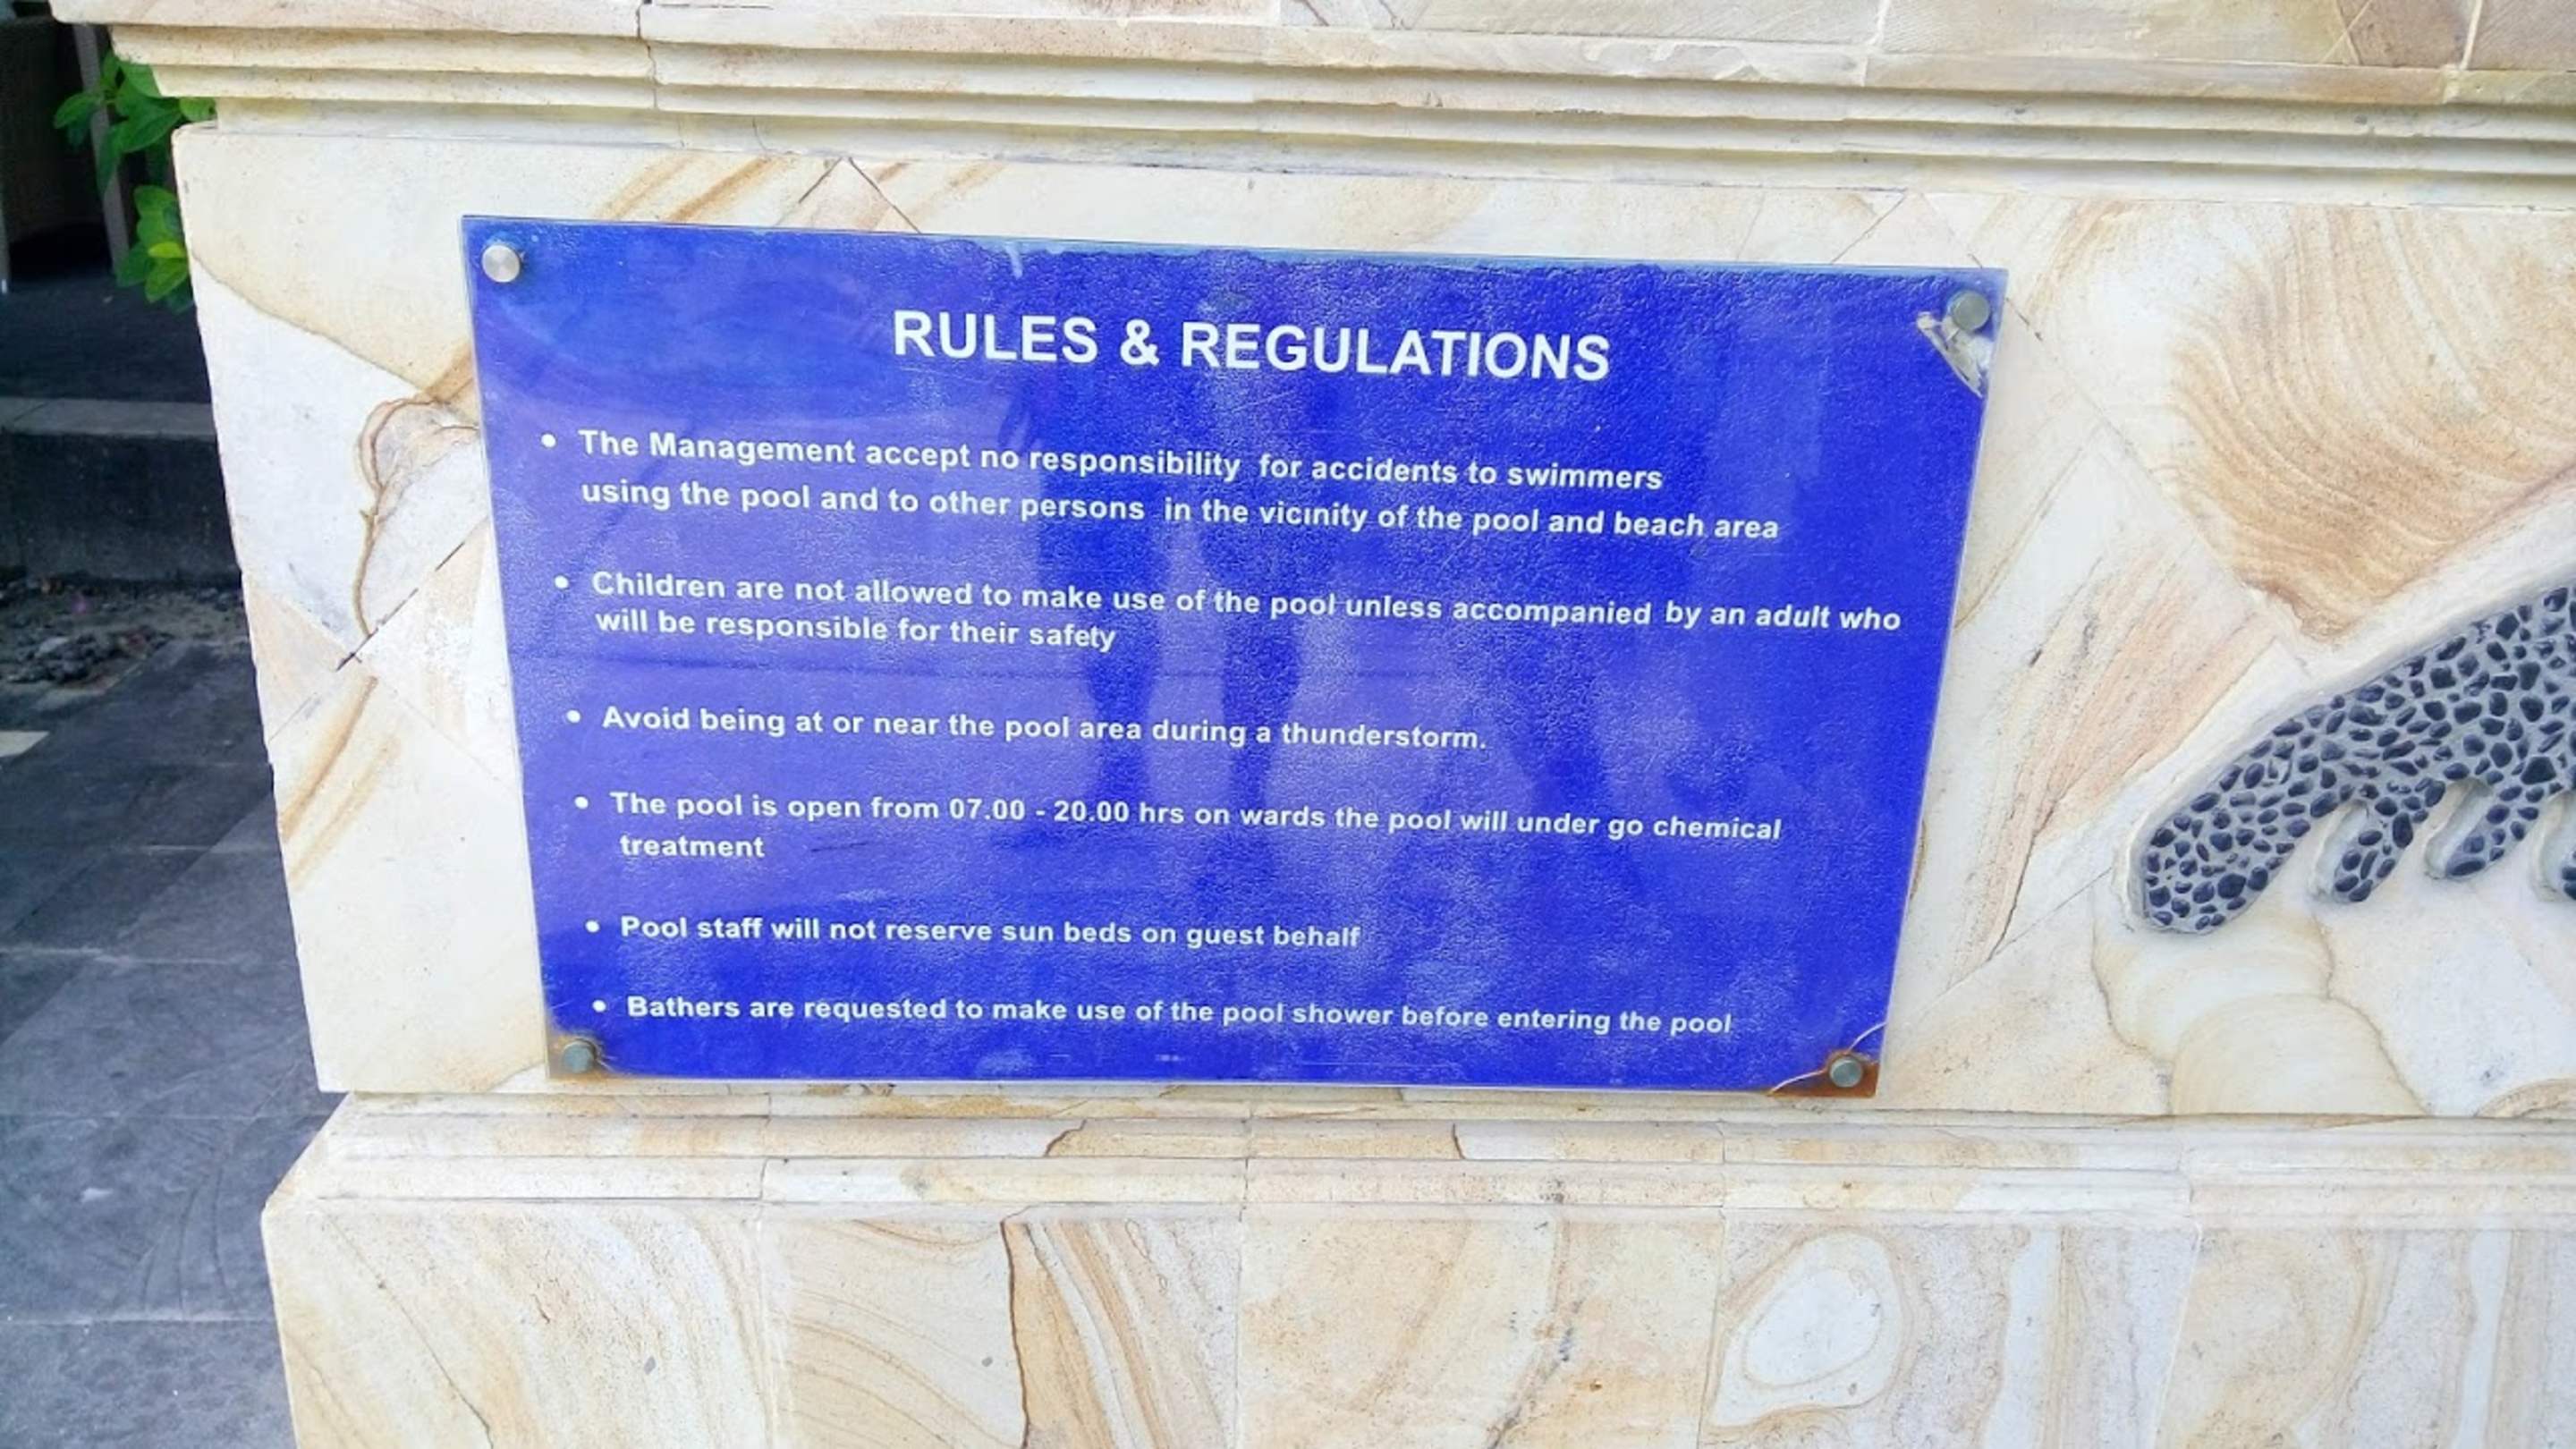 RULES & REGULATIONS
• The Management accept no responsibility for accidents to swimmers
using the pool and to other persons in the vicinity of the pool and beach area
• Children are not allowed to make use of the pool unless accompanied by an adult who
will be responsible for their safety
• Avoid being at or near the pool area during a thunderstorm.
• The pool is open from 07.00 - 20.00 hrs on wards the pool will under go chemical
treatment
• Pool staff will not reserve sun beds on guest behalf
• Bathers are requested to make use of the pool shower before entering the pool